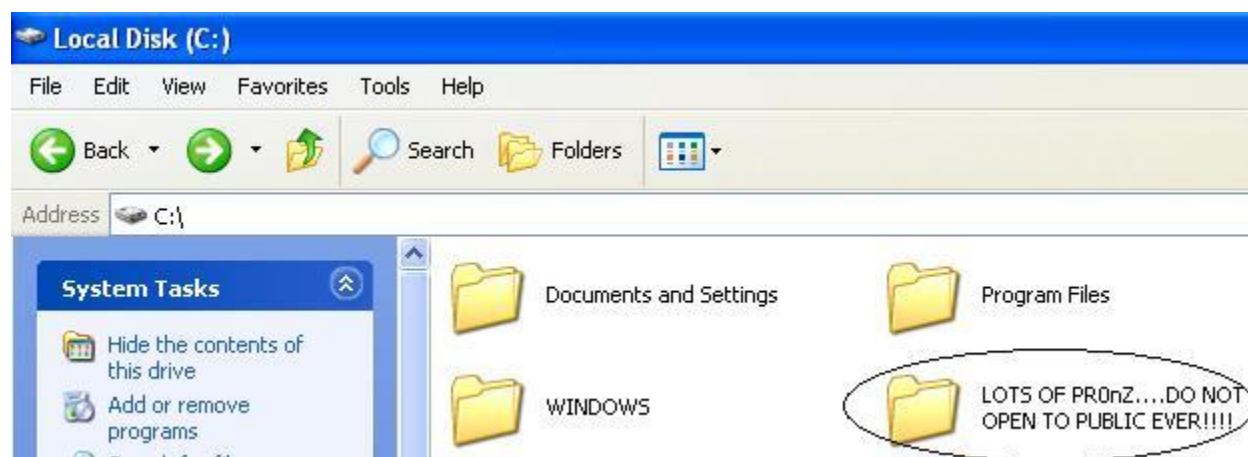 Local Disk (C:)
File Edit View Favorites Tools Help
Back Search Folders
Address C:\
System Tasks
Hide the contents of
this drive
Add or remove
programs
Documents and Settings
Program Files
WINDOWS
LOTS OF PR0nZ....DO NOT
OPEN TO PUBLIC EVER!!!!